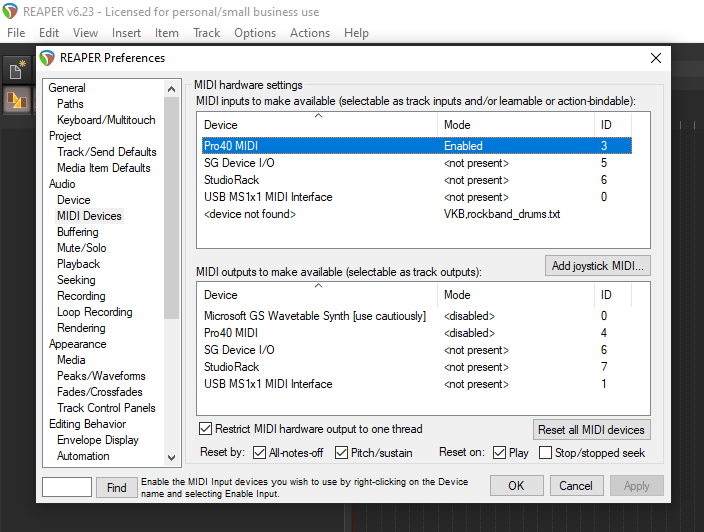 REAPER v6.23 - Licensed for personal/small business use
File Edit View Insert Item Track Options Actions Help
REAPER Preferences
General
Paths
Keyboard/Multitouch
Project
Track/Send Defaults
Media Item Defaults
Audio
Device
MIDI Devices
Buffering
Mute/Solo
Playback
Seeking
Recording
Loop Recording
Rendering
Appearance
Media
Peaks/Waveforms
Fades/Crossfades
Track Control Panels
Editing Behavior
Envelope Display
Automation
MIDI hardware settings
MIDI inputs to make available (selectable as track inputs and/or learnable or action-bindable):
Device Mode ID
Pro40 MIDI Enabled 3
SG Device I/O <not present> 5
StudioRack <not present> 6
USB MS1x1 MIDI Interface <not present> 0
<device not found> VKB,rockband_drums.txt
Add joystick MIDI...
MIDI outputs to make available (selectable as track outputs):
Device Mode ID
Microsoft GS Wavetable Synth [use cautiously] <disabled> 0
Pro40 MIDI <disabled> 4
SG Device I/O <not present> 6
StudioRack <not present> 7
USB MS1x1 MIDI Interface <not present> 1
Restrict MIDI hardware output to one thread Reset all MIDI devices
Reset by: All-notes-off Pitch/sustain Reset on: Play Stop/stopped seek
Find
Enable the MIDI Input devices you wish to use by right-clicking on the Device
name and selecting Enable Input.
OK Cancel Apply